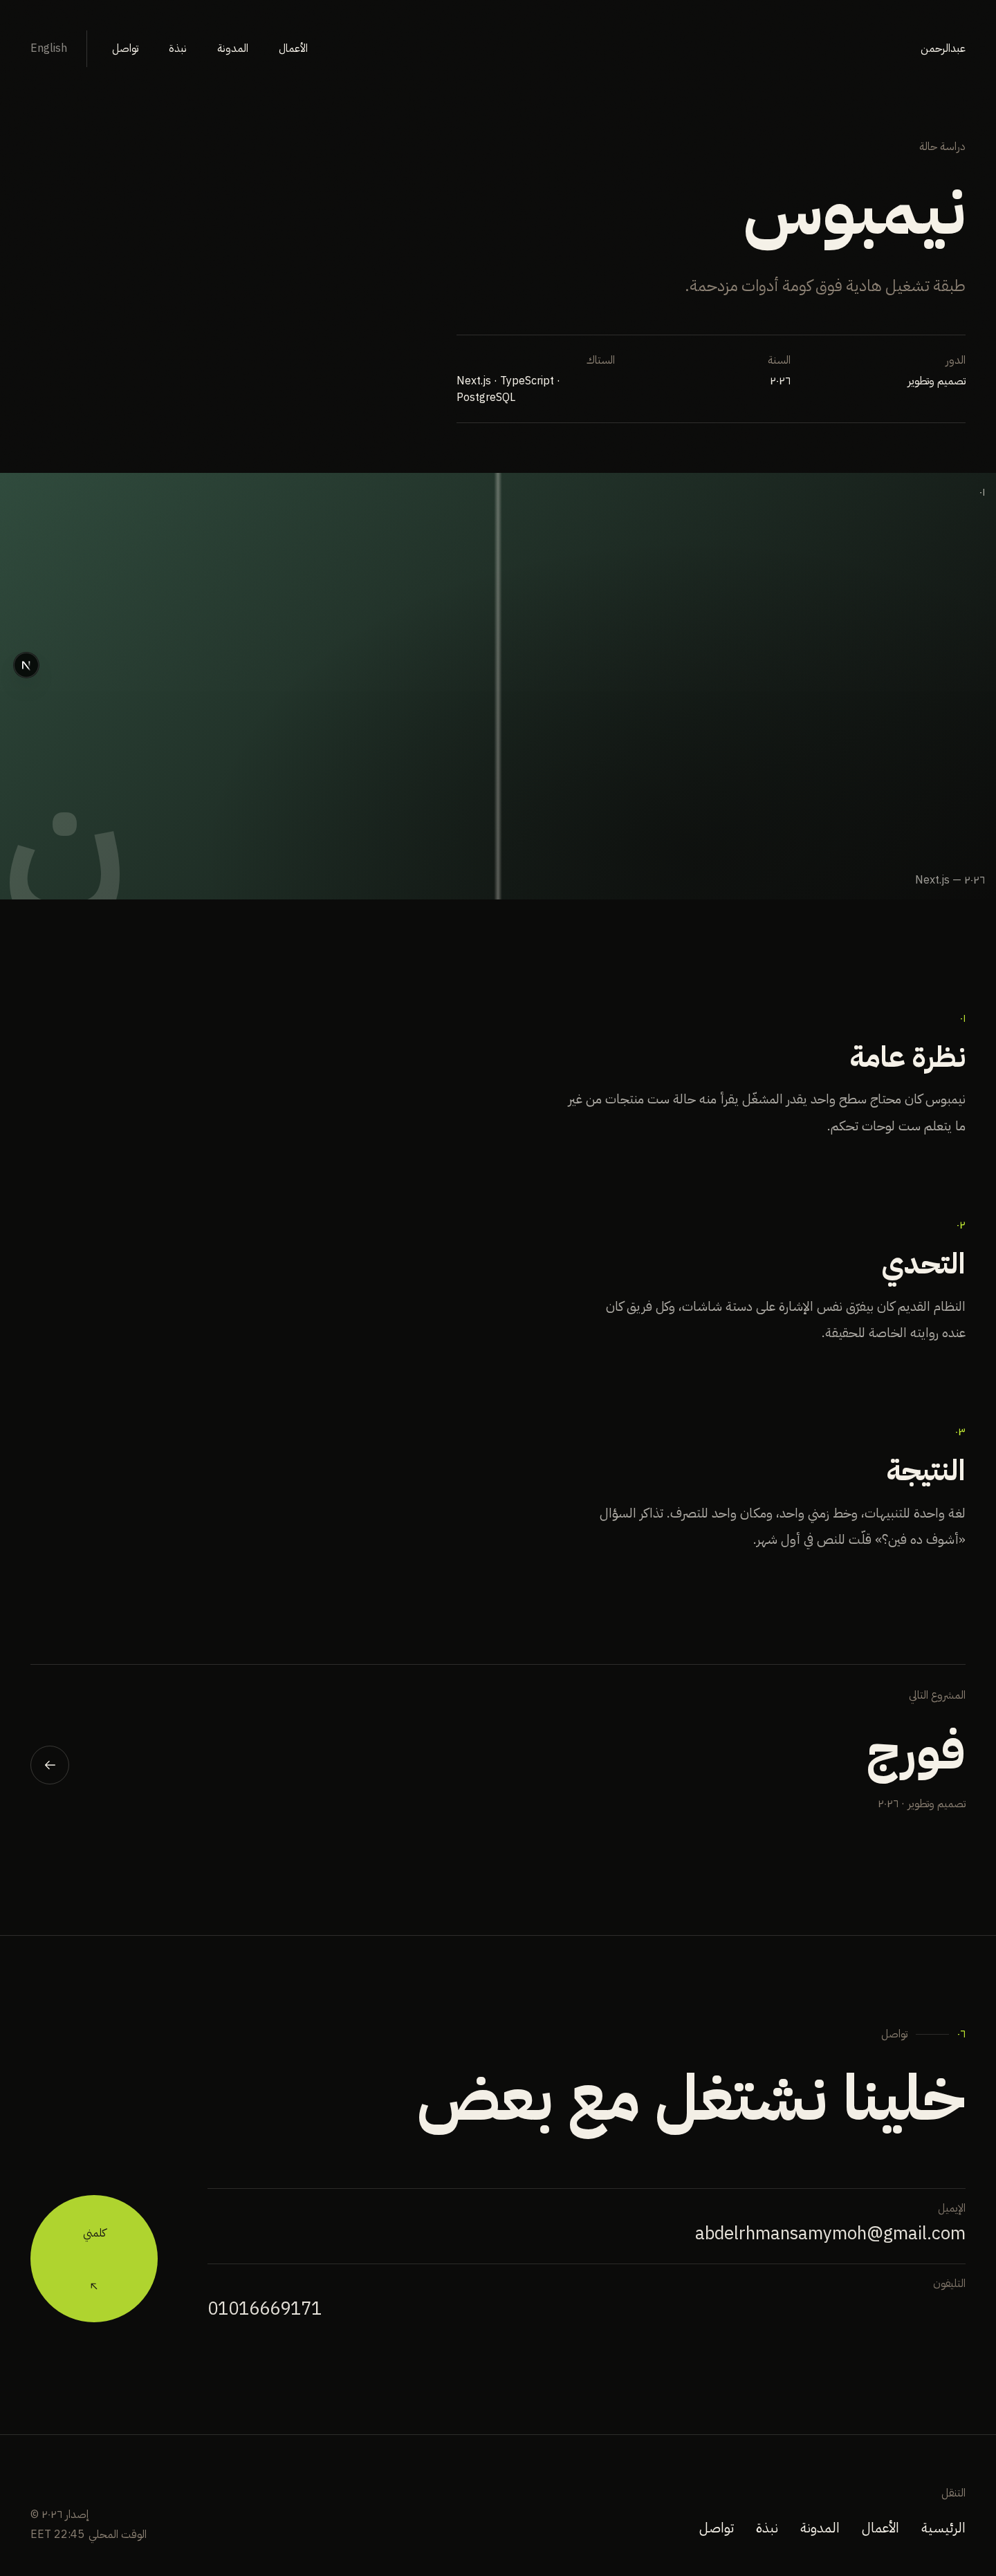 عبدالرحمن
الأعمال
المدونة
نبذة
تواصل
English
دراسة حالة
نيمبوس
طبقة تشغيل هادية فوق كومة أدوات مزدحمة.
الدور
تصميم وتطوير
السنة
٢٠٢٦
الستاك
Next.js · TypeScript ·
PostgreSQL
٠١
N
ن
Next.js — ٢٠٢٦
٠١
نظرة عامة
نيمبوس كان محتاج سطح واحد يقدر المشغّل يقرأ منه حالة ست منتجات من غير
ما يتعلم ست لوحات تحكم.
٠٢
التحدي
النظام القديم كان بيفرّق نفس الإشارة على دستة شاشات، وكل فريق كان
عنده روايته الخاصة للحقيقة.
٠٣
النتيجة
لغة واحدة للتنبيهات، وخط زمني واحد، ومكان واحد للتصرف. تذاكر السؤال
«أشوف ده فين؟» قلّت للنص في أول شهر.
المشروع التالي
فورج
تصميم وتطوير · ٢٠٢٦
←
٠٦
تواصل
خلينا نشتغل مع بعض
الإيميل
abdelrhmansamymoh@gmail.com
التليفون
01016669171
كلمني
↖
التنقل
الرئيسية
الأعمال
المدونة
نبذة
تواصل
إصدار ٢٠٢٦ ©
الوقت المحلي 22:45 EET